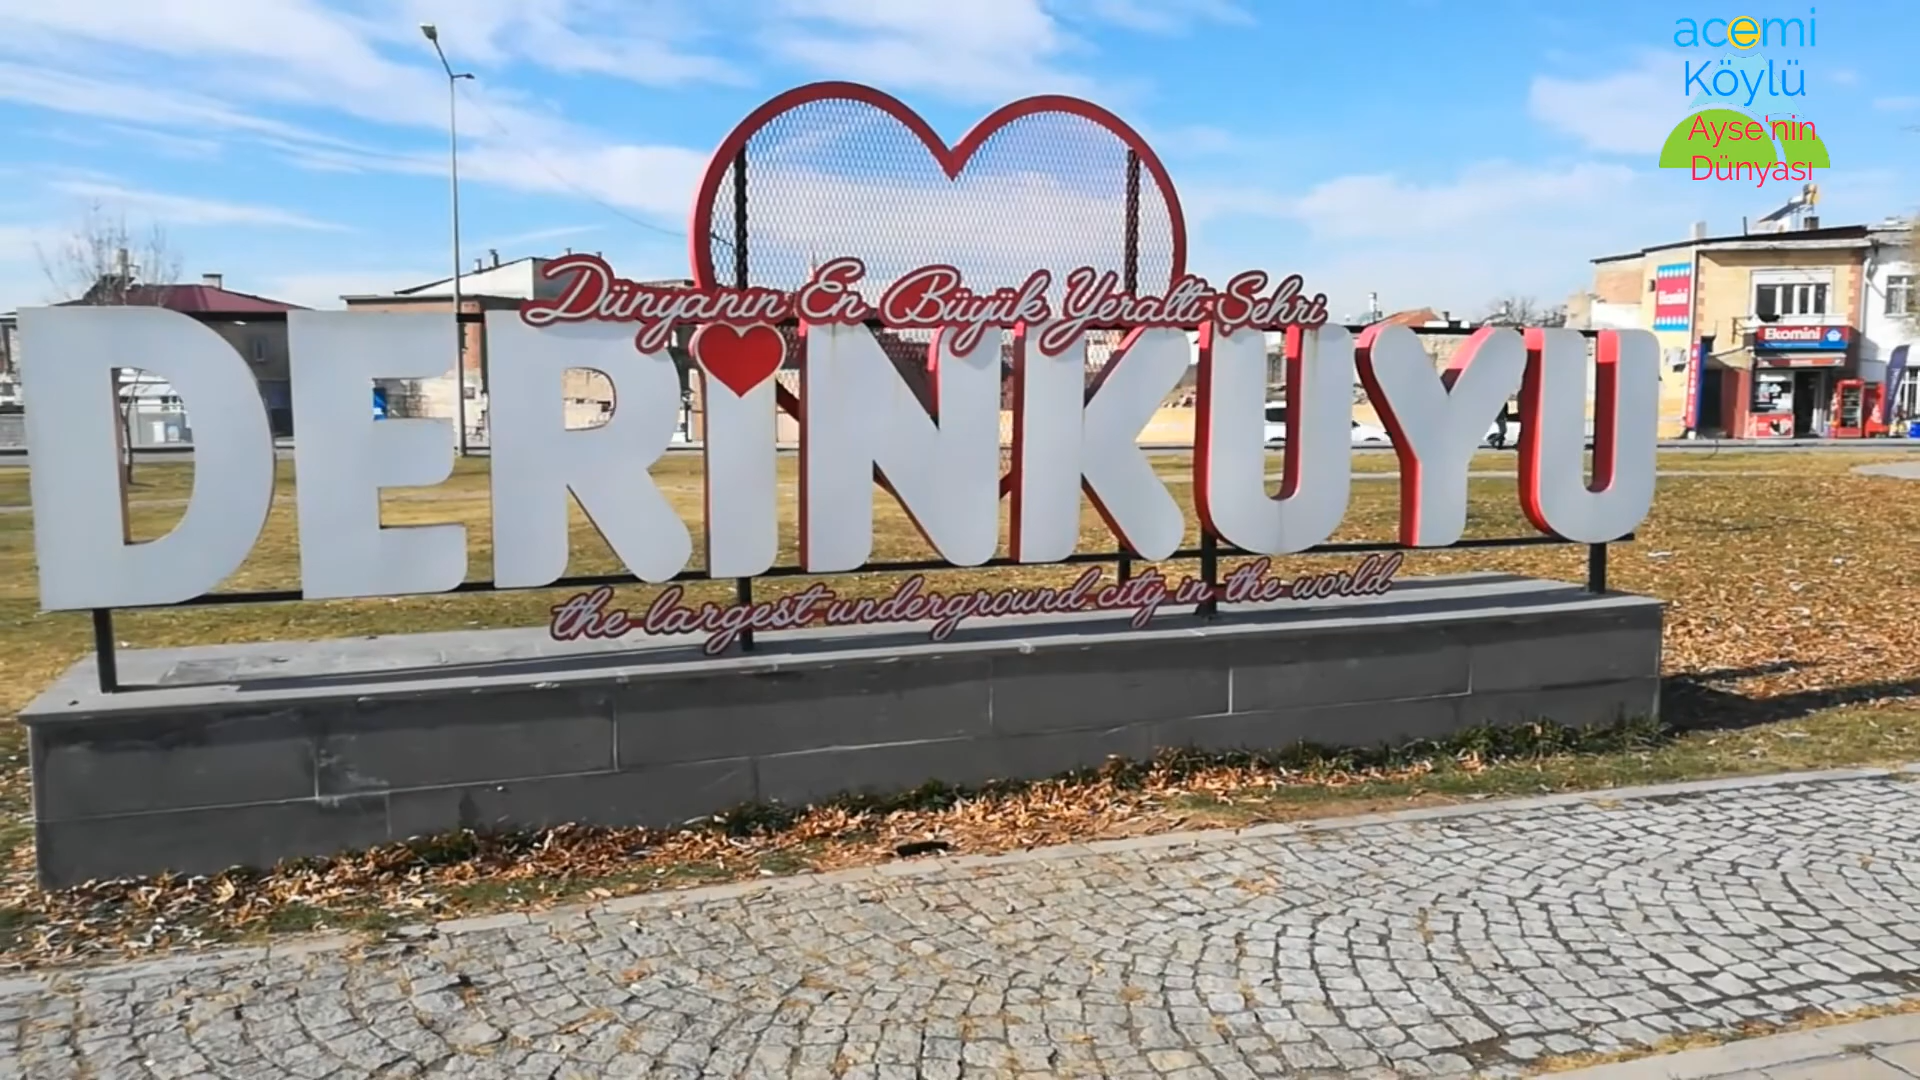 acemi
Köylü
Ayse'nin
Dünyası
Dünyanın En Büyük Yeraltı Şehri
DERİNKUYU
the largest underground city in the world
Ekomini